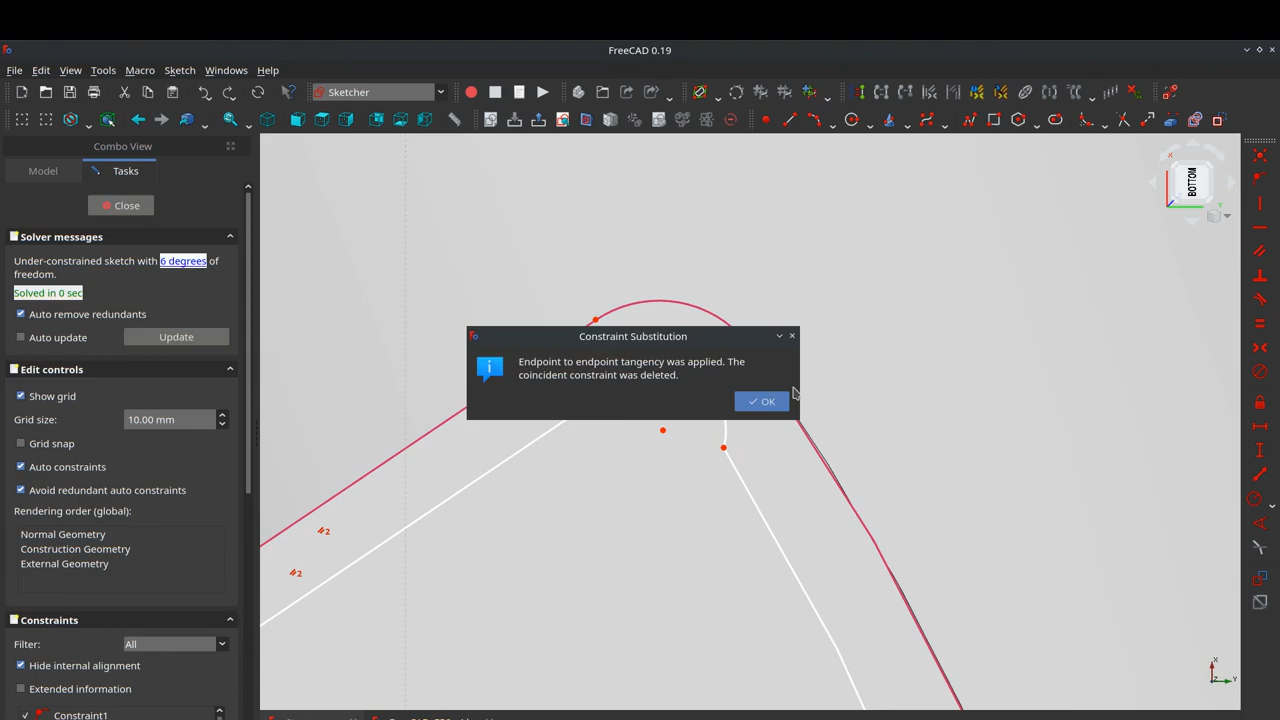 FreeCAD 0.19
File Edit View Tools Macro Sketch Windows Help
Sketcher
Combo View
Model Tasks
Close
Solver messages
Under-constrained sketch with 6 degrees of
freedom.
Solved in 0 sec
Auto remove redundants
Auto update Update
Edit controls
Show grid
Grid size: 10.00 mm
Grid snap
Auto constraints
Avoid redundant auto constraints
Rendering order (global):
Normal Geometry
Construction Geometry
External Geometry
Constraints
Filter: All
Hide internal alignment
Extended information
Constraint1
Constraint Substitution
Endpoint to endpoint tangency was applied. The
coincident constraint was deleted.
OK
2
2
X
BOTTOM
Y
X
Z Y